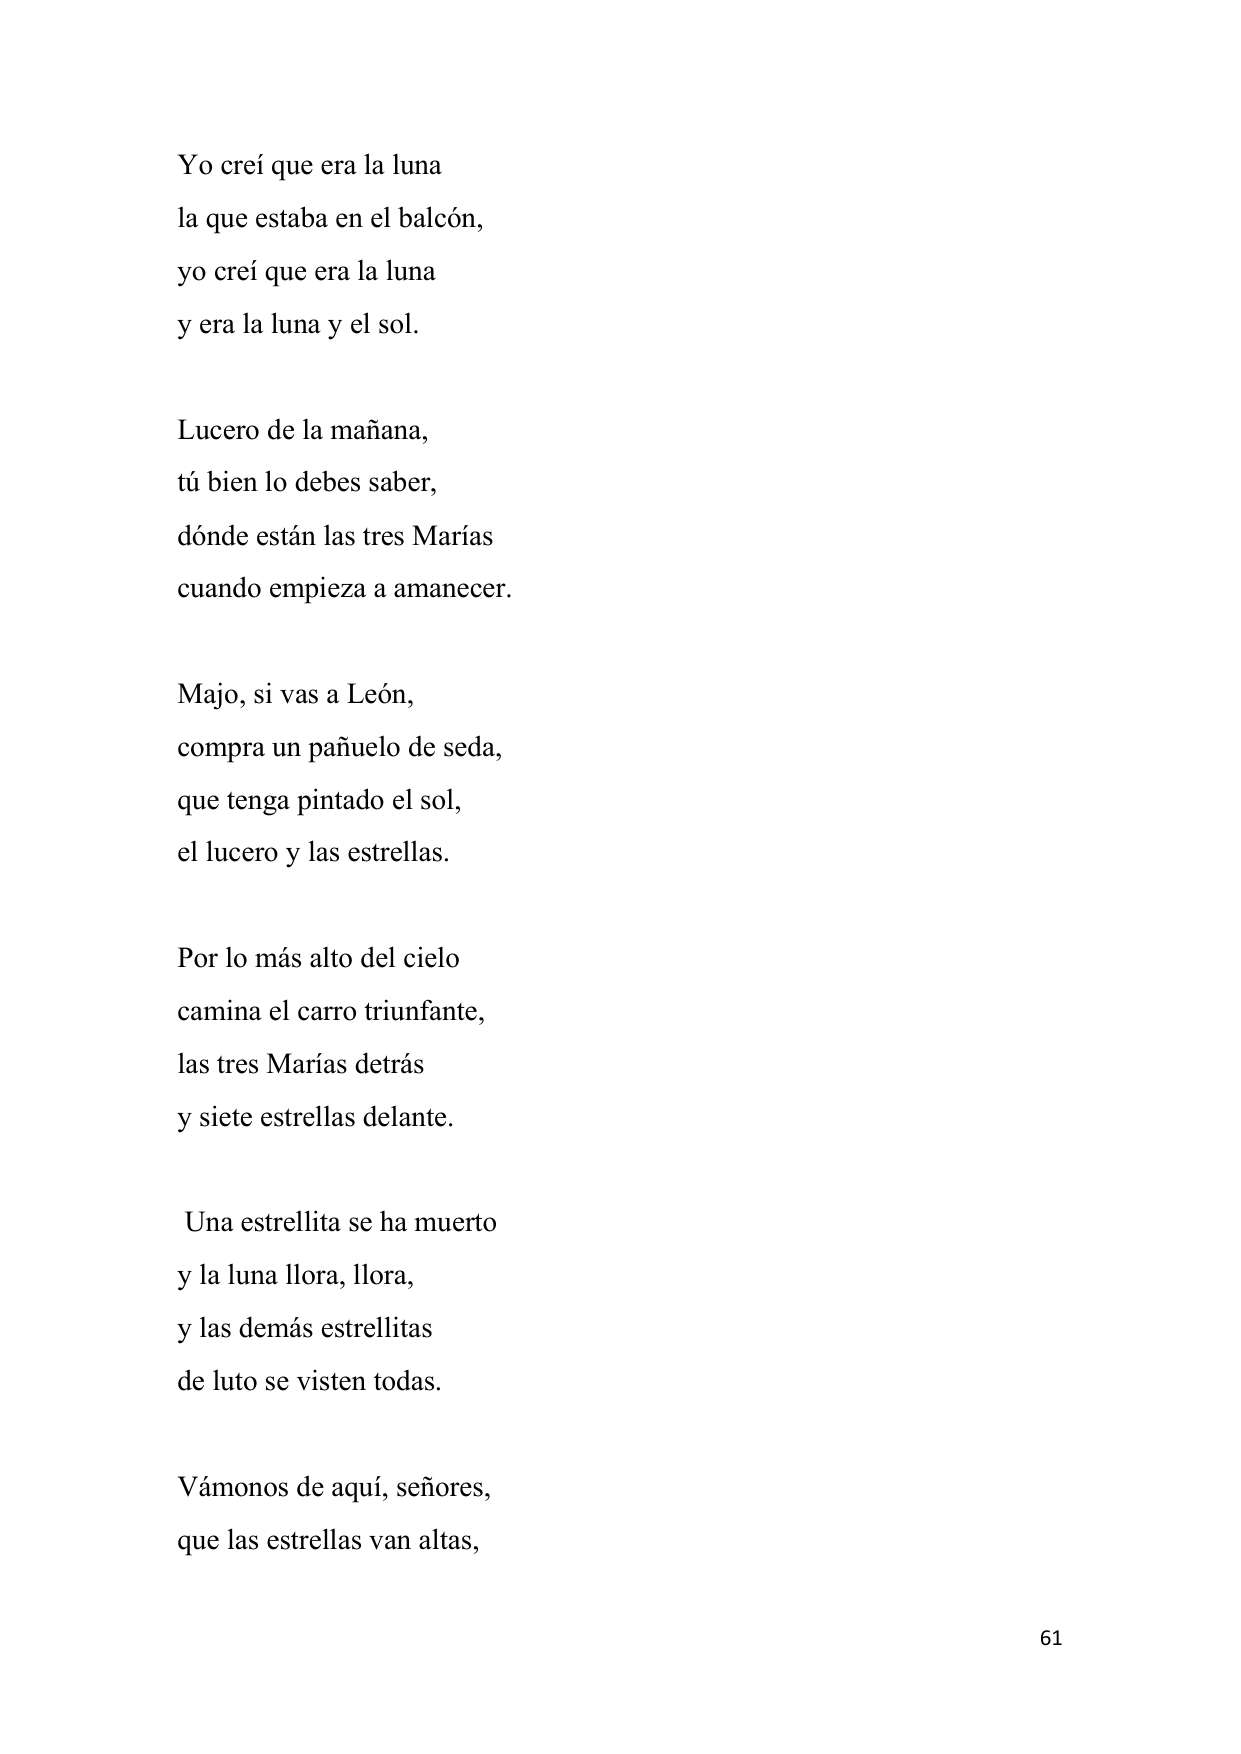 Yo creí que era la luna
la que estaba en el balcón,
yo creí que era la luna
y era la luna y el sol.

Lucero de la mañana,
tú bien lo debes saber,
dónde están las tres Marías
cuando empieza a amanecer.

Majo, si vas a León,
compra un pañuelo de seda,
que tenga pintado el sol,
el lucero y las estrellas.

Por lo más alto del cielo
camina el carro triunfante,
las tres Marías detrás
y siete estrellas delante.

Una estrellita se ha muerto
y la luna llora, llora,
y las demás estrellitas
de luto se visten todas.

Vámonos de aquí, señores,
que las estrellas van altas,

61